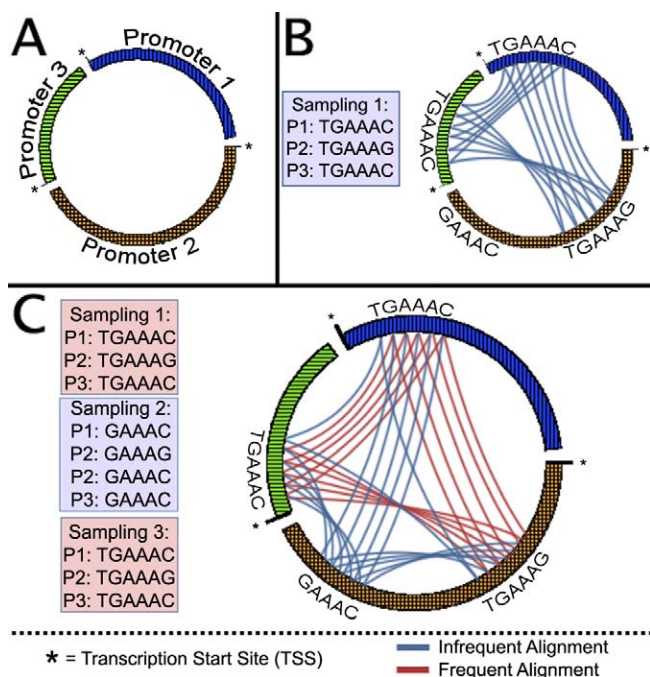 A
Promoter 1
Promoter 3
Promoter 2
*
*
*
B
Sampling 1:
P1: TGAAAC
P2: TGAAAG
P3: TGAAAC
TGAAAC
TGAAAC
GAAAC
TGAAAG
*
*
*
C
Sampling 1:
P1: TGAAAC
P2: TGAAAG
P3: TGAAAC
Sampling 2:
P1: GAAAC
P2: GAAAG
P2: GAAAC
P3: GAAAC
Sampling 3:
P1: TGAAAC
P2: TGAAAG
P3: TGAAAC
TGAAAC
TGAAAC
GAAAC
TGAAAG
*
*
*
* = Transcription Start Site (TSS)
Infrequent Alignment
Frequent Alignment